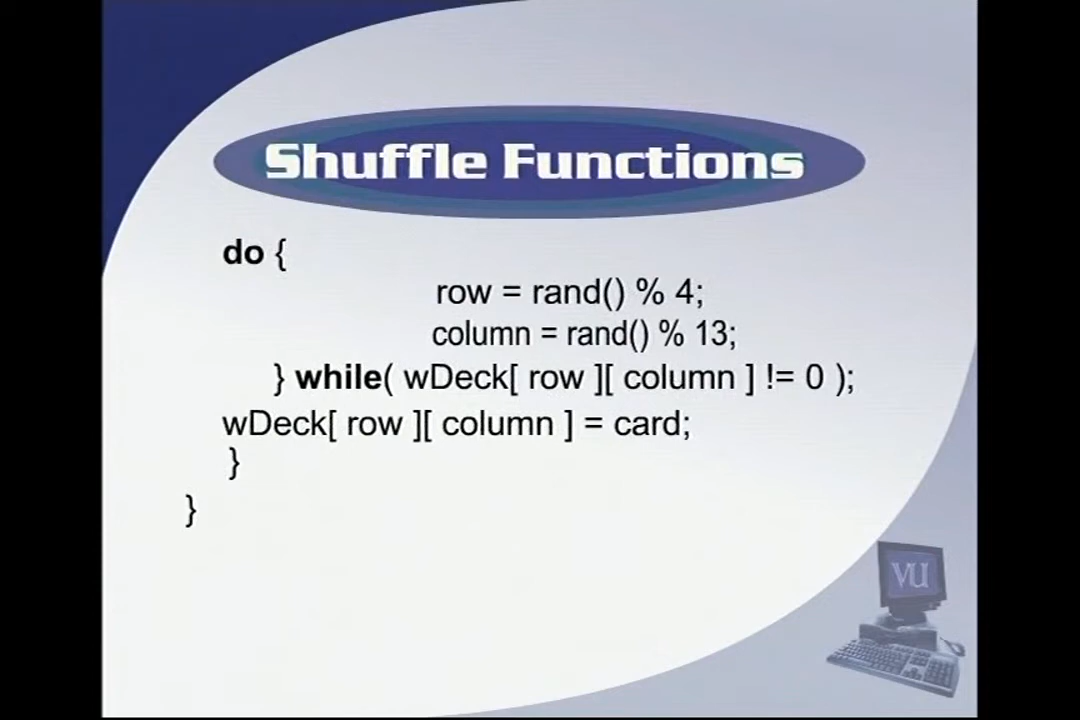 Shuffle Functions
do {
row = rand() % 4;
column = rand() % 13;
} while( wDeck[ row ][ column ] != 0 );
wDeck[ row ][ column ] = card;
}
}
VU